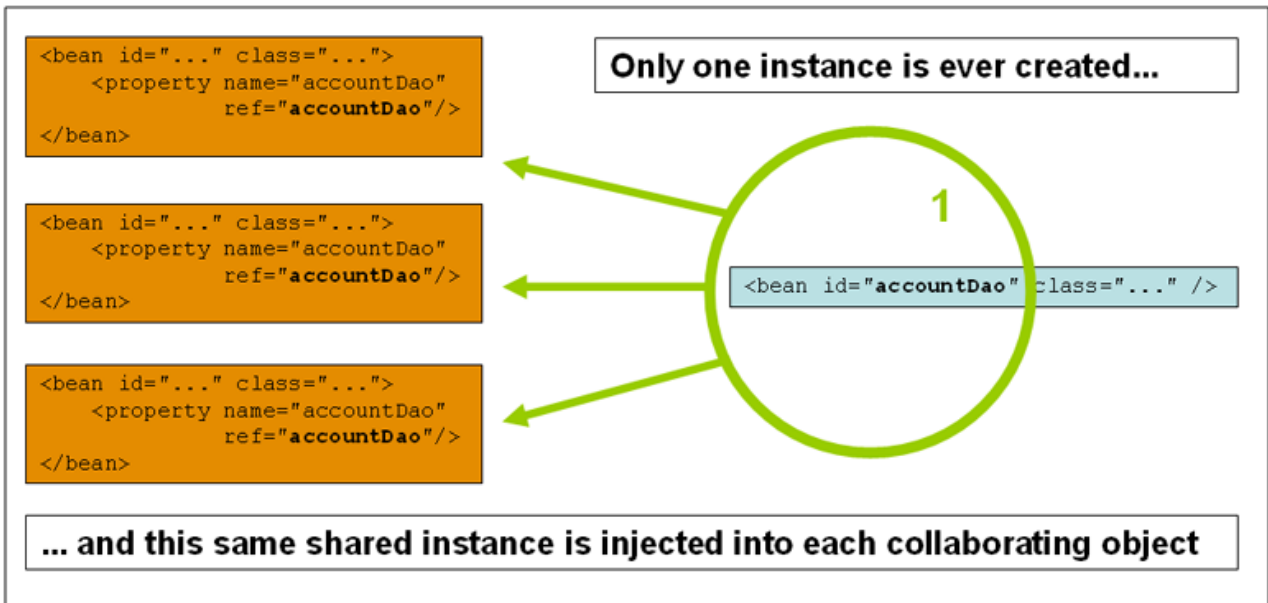 <bean id="..." class="...">
    <property name="accountDao"
              ref="accountDao"/>
</bean>
Only one instance is ever created...
1
<bean id="..." class="...">
    <property name="accountDao"
              ref="accountDao"/>
</bean>
<bean id="accountDao" class="..." />
<bean id="..." class="...">
    <property name="accountDao"
              ref="accountDao"/>
</bean>
... and this same shared instance is injected into each collaborating object